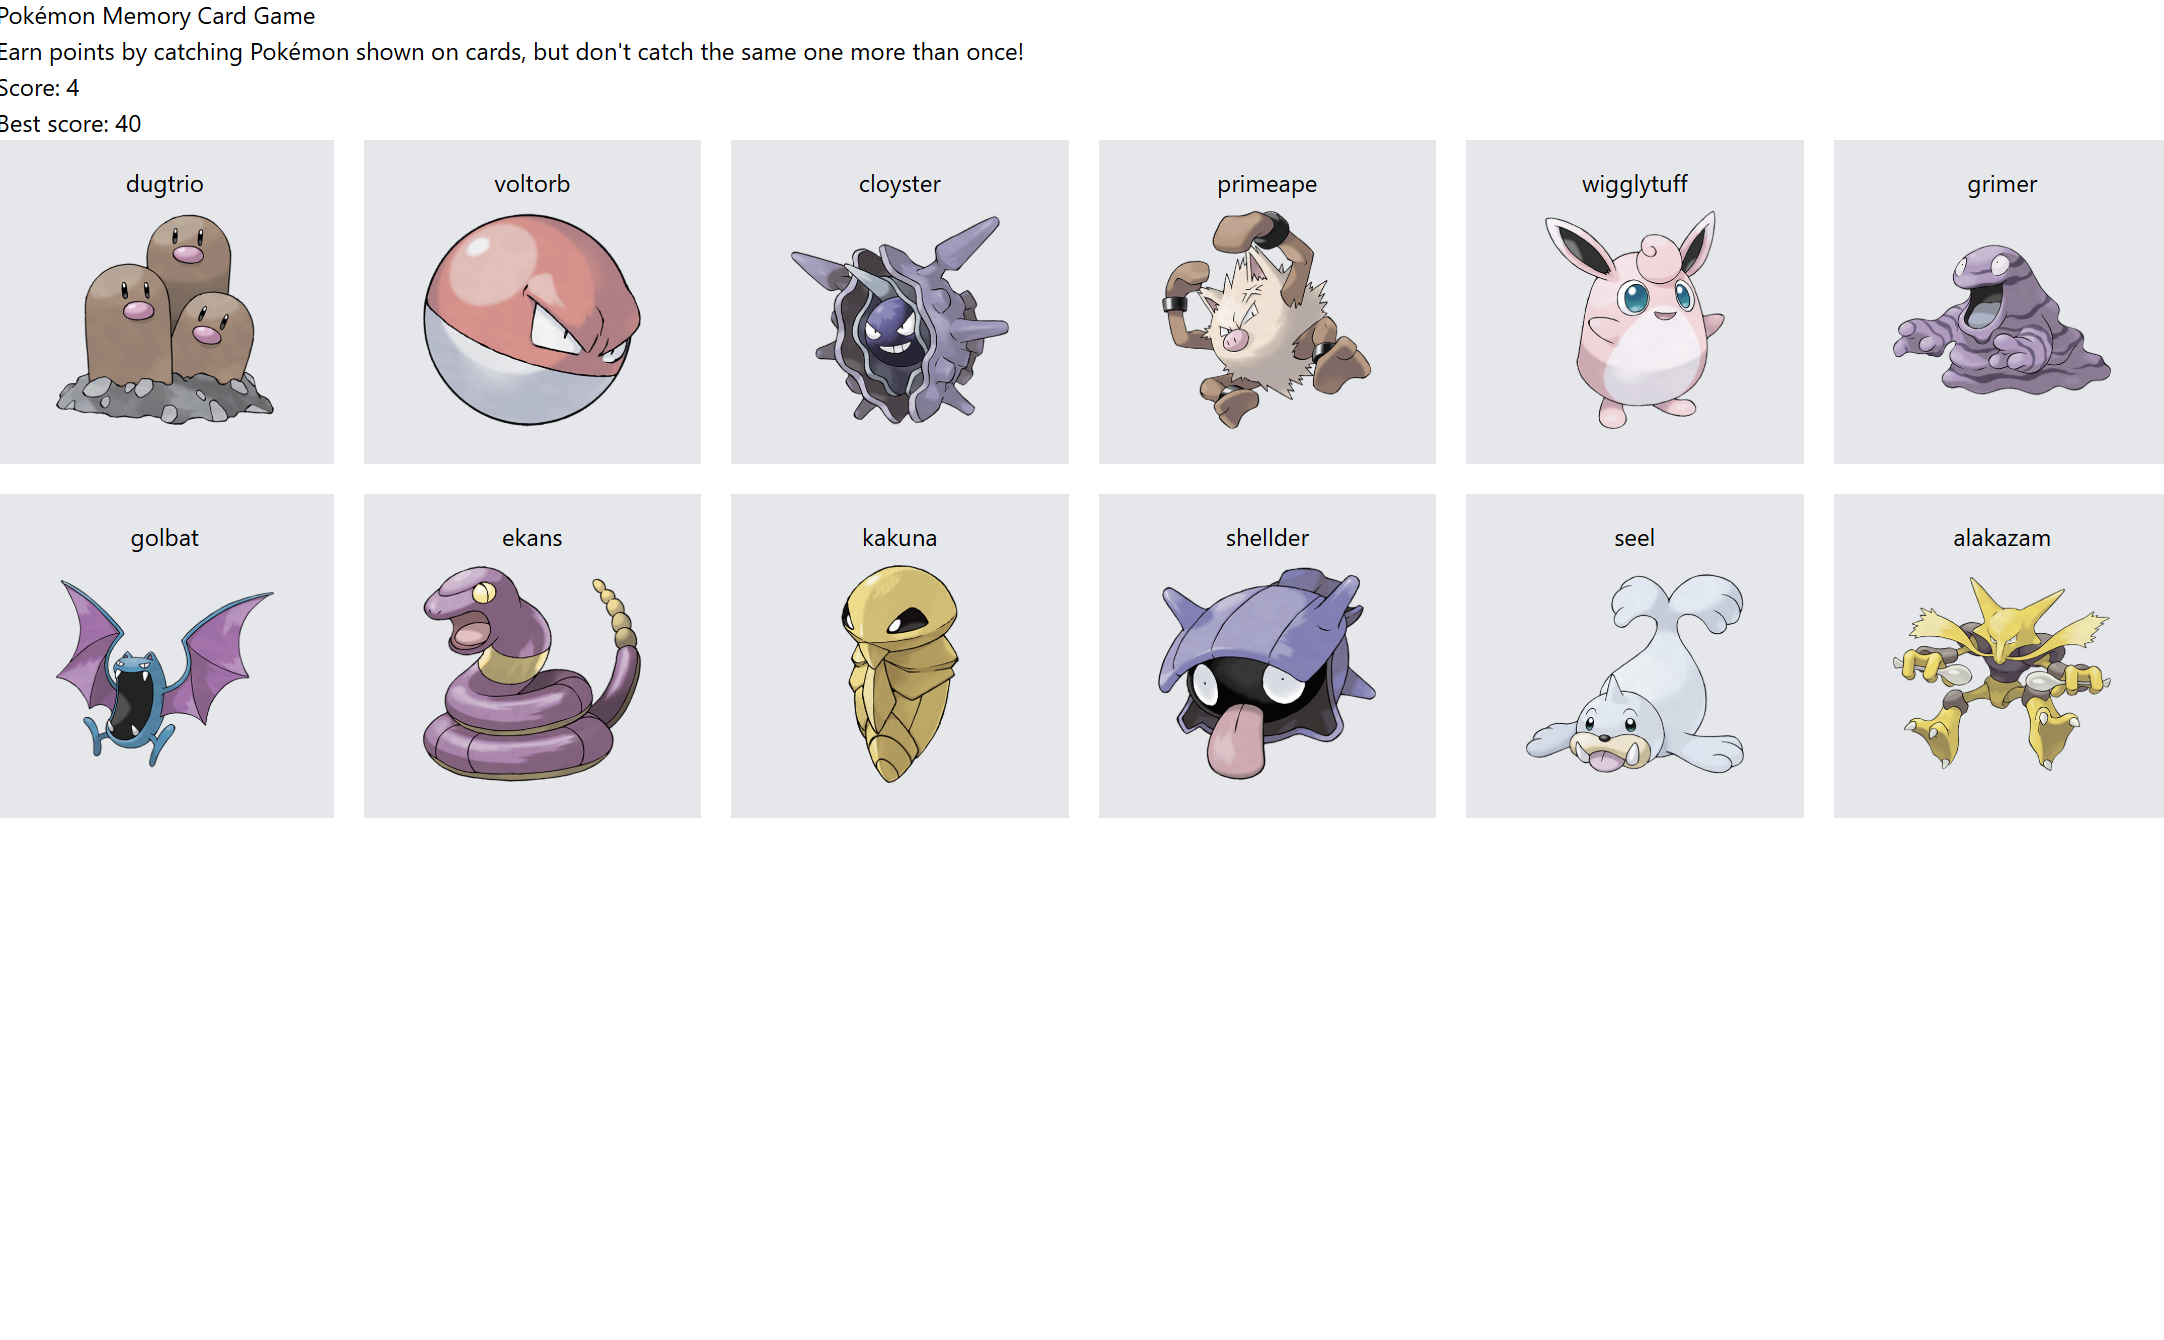 Pokémon Memory Card Game
Earn points by catching Pokémon shown on cards, but don't catch the same one more than once!
Score: 4
Best score: 40
dugtrio voltorb cloyster primeape wigglytuff grimer
golbat ekans kakuna shellder seel alakazam